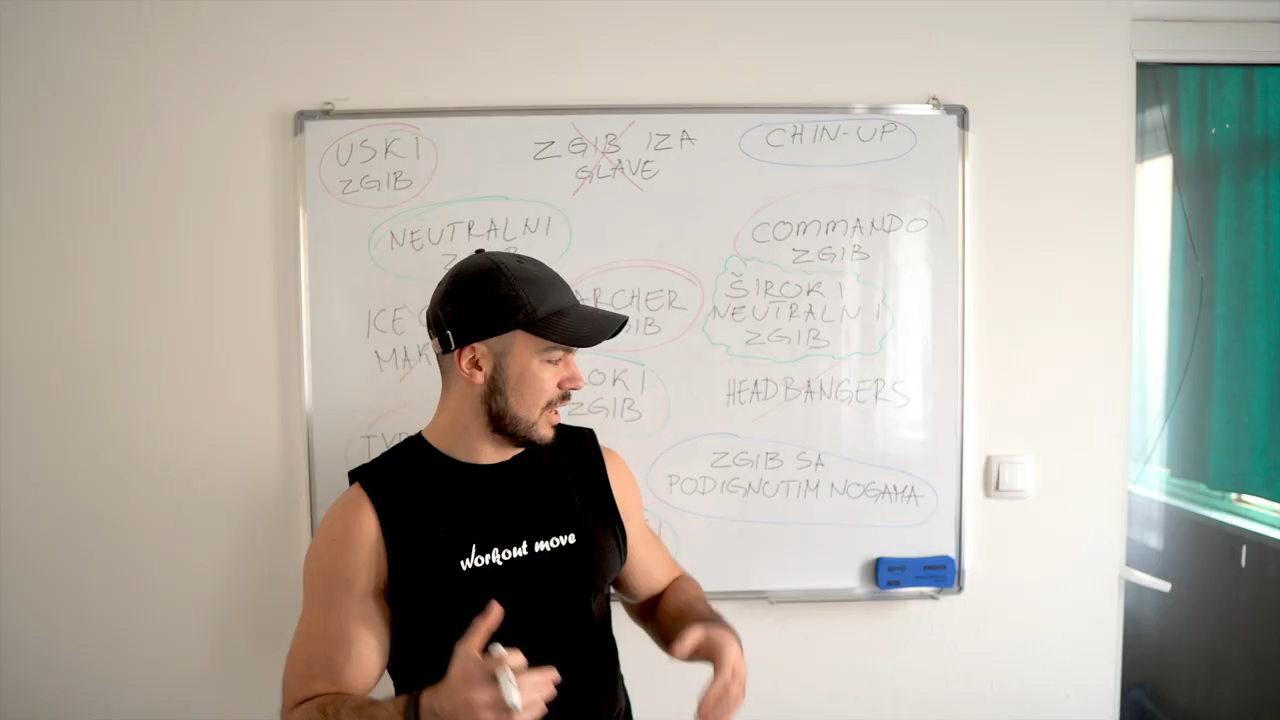 USKI
ZGIB
ZGIB IZA
GLAVE
CHIN-UP
NEUTRALNI
COMMANDO
ZGIB
ARCHER
ŠIROKI
NEUTRALNI
ZGIB
ICE
ZGIB
HEADBANGERS
ZGIB SA
PODIGNUTIM NOGAMA
workout move